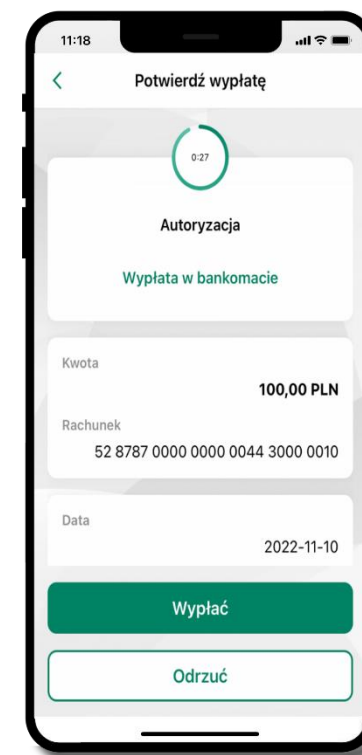 11:18
Potwierdź wypłatę
0:27
Autoryzacja
Wypłata w bankomacie
Kwota
100,00 PLN
Rachunek
52 8787 0000 0000 0044 3000 0010
Data
2022-11-10
Wypłać
Odrzuć